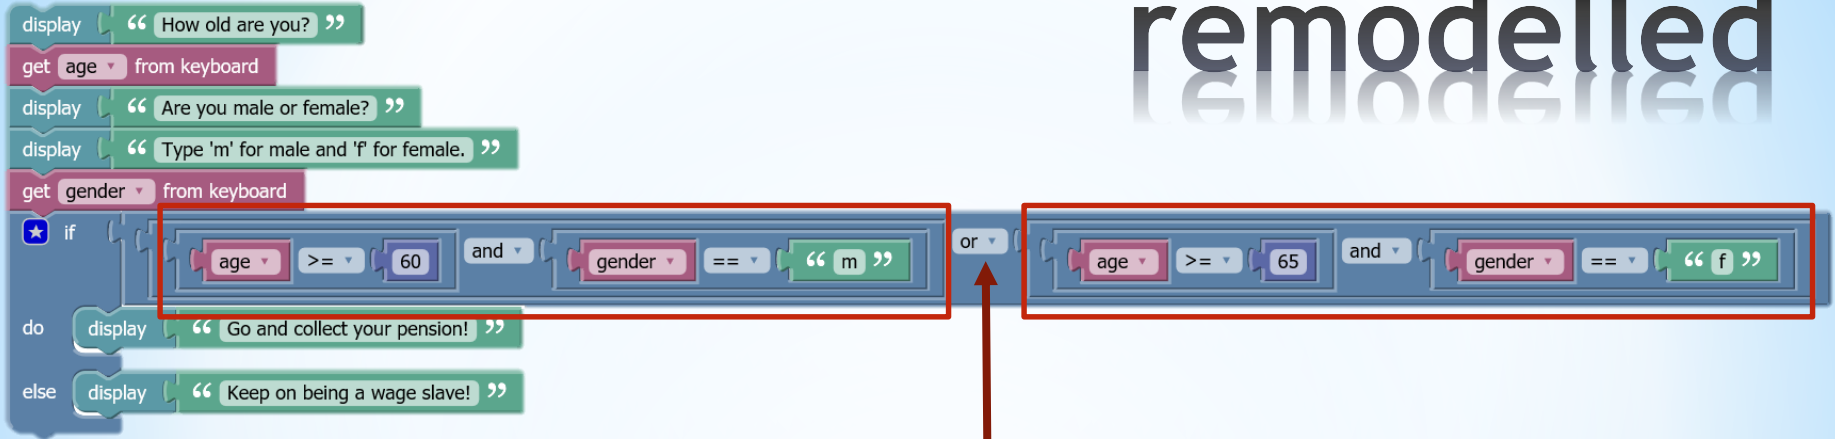 remodelled
display “ How old are you? ”
get age from keyboard
display “ Are you male or female? ”
display “ Type 'm' for male and 'f' for female. ”
get gender from keyboard
if age >= 60 and gender == “ m ” or age >= 65 and gender == “ f ”
do display “ Go and collect your pension! ”
else display “ Keep on being a wage slave! ”